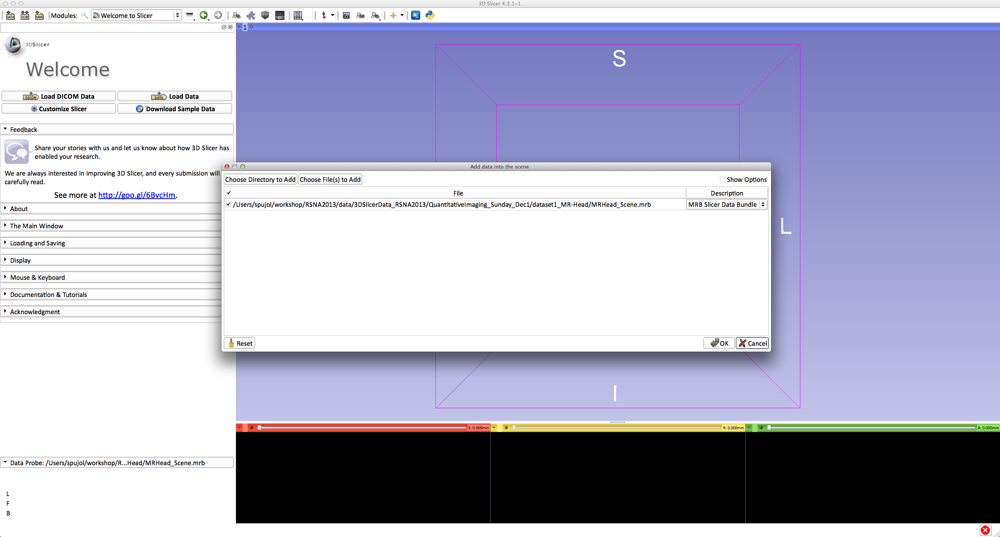 3D Slicer 4.3.1-1
DATA DCM SAVE Modules: Welcome to Slicer
1
3DSlicer
Welcome
DICOM Load DICOM Data DATA Load Data
Customize Slicer Download Sample Data
Feedback
Share your stories with us and let us know about how 3D Slicer has
enabled your research.
We are always interested in improving 3D Slicer, and every submission will
carefully read.
See more at http://goo.gl/6BvcHm.
About
The Main Window
Loading and Saving
Display
Mouse & Keyboard
Documentation & Tutorials
Acknowledgment
Data Probe: /Users/spujol/workshop/R...Head/MRHead_Scene.mrb
L
F
B
S
L
I
Add data into the scene
Choose Directory to Add Choose File(s) to Add Show Options
File Description
/Users/spujol/workshop/RSNA2013/data/3DSlicerData_RSNA2013/QuantitativeImaging_Sunday_Dec1/dataset1_MR-Head/MRHead_Scene.mrb MRB Slicer Data Bundle
Reset OK Cancel
S: 0.000mm R: 0.000mm A: 0.000mm